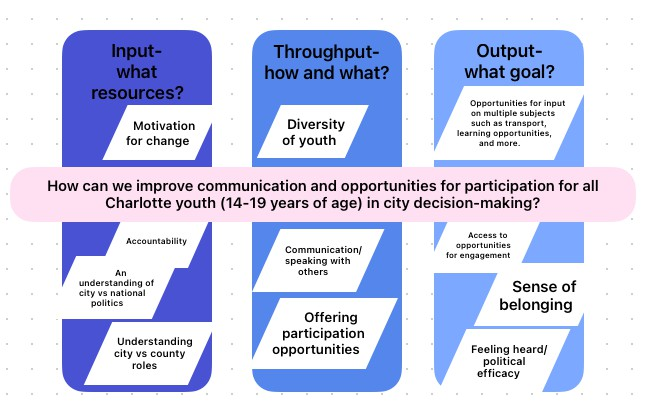 Input-
what
resources?
Motivation
for change
Throughput-
how and what?
Diversity
of youth
Output-
what goal?
Opportunities for input
on multiple subjects
such as transport,
learning opportunities,
and more.
How can we improve communication and opportunities for participation for all
Charlotte youth (14-19 years of age) in city decision-making?
Accountability
An
understanding of
city vs national
politics
Understanding
city vs county
roles
Communication/
speaking with
others
Offering
participation
opportunities
Access to
opportunities
for engagement
Sense of
belonging
Feeling heard/
political
efficacy